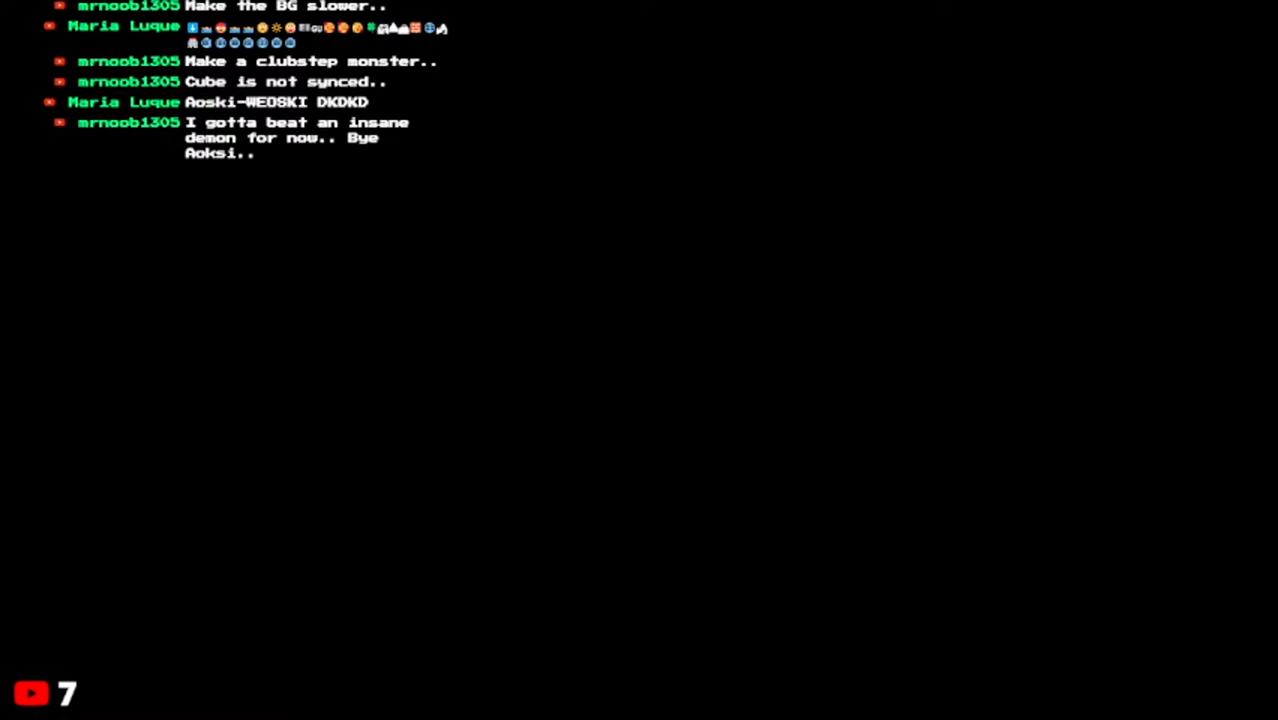 mrnoob1305 Make the BG slower..
Maria Luque
mrnoob1305 Make a clubstep monster..
mrnoob1305 Cube is not synced..
Maria Luque Aoski-WEOSKI DKDKD
mrnoob1305 I gotta beat an insane
demon for now.. Bye
Aoksi..
7